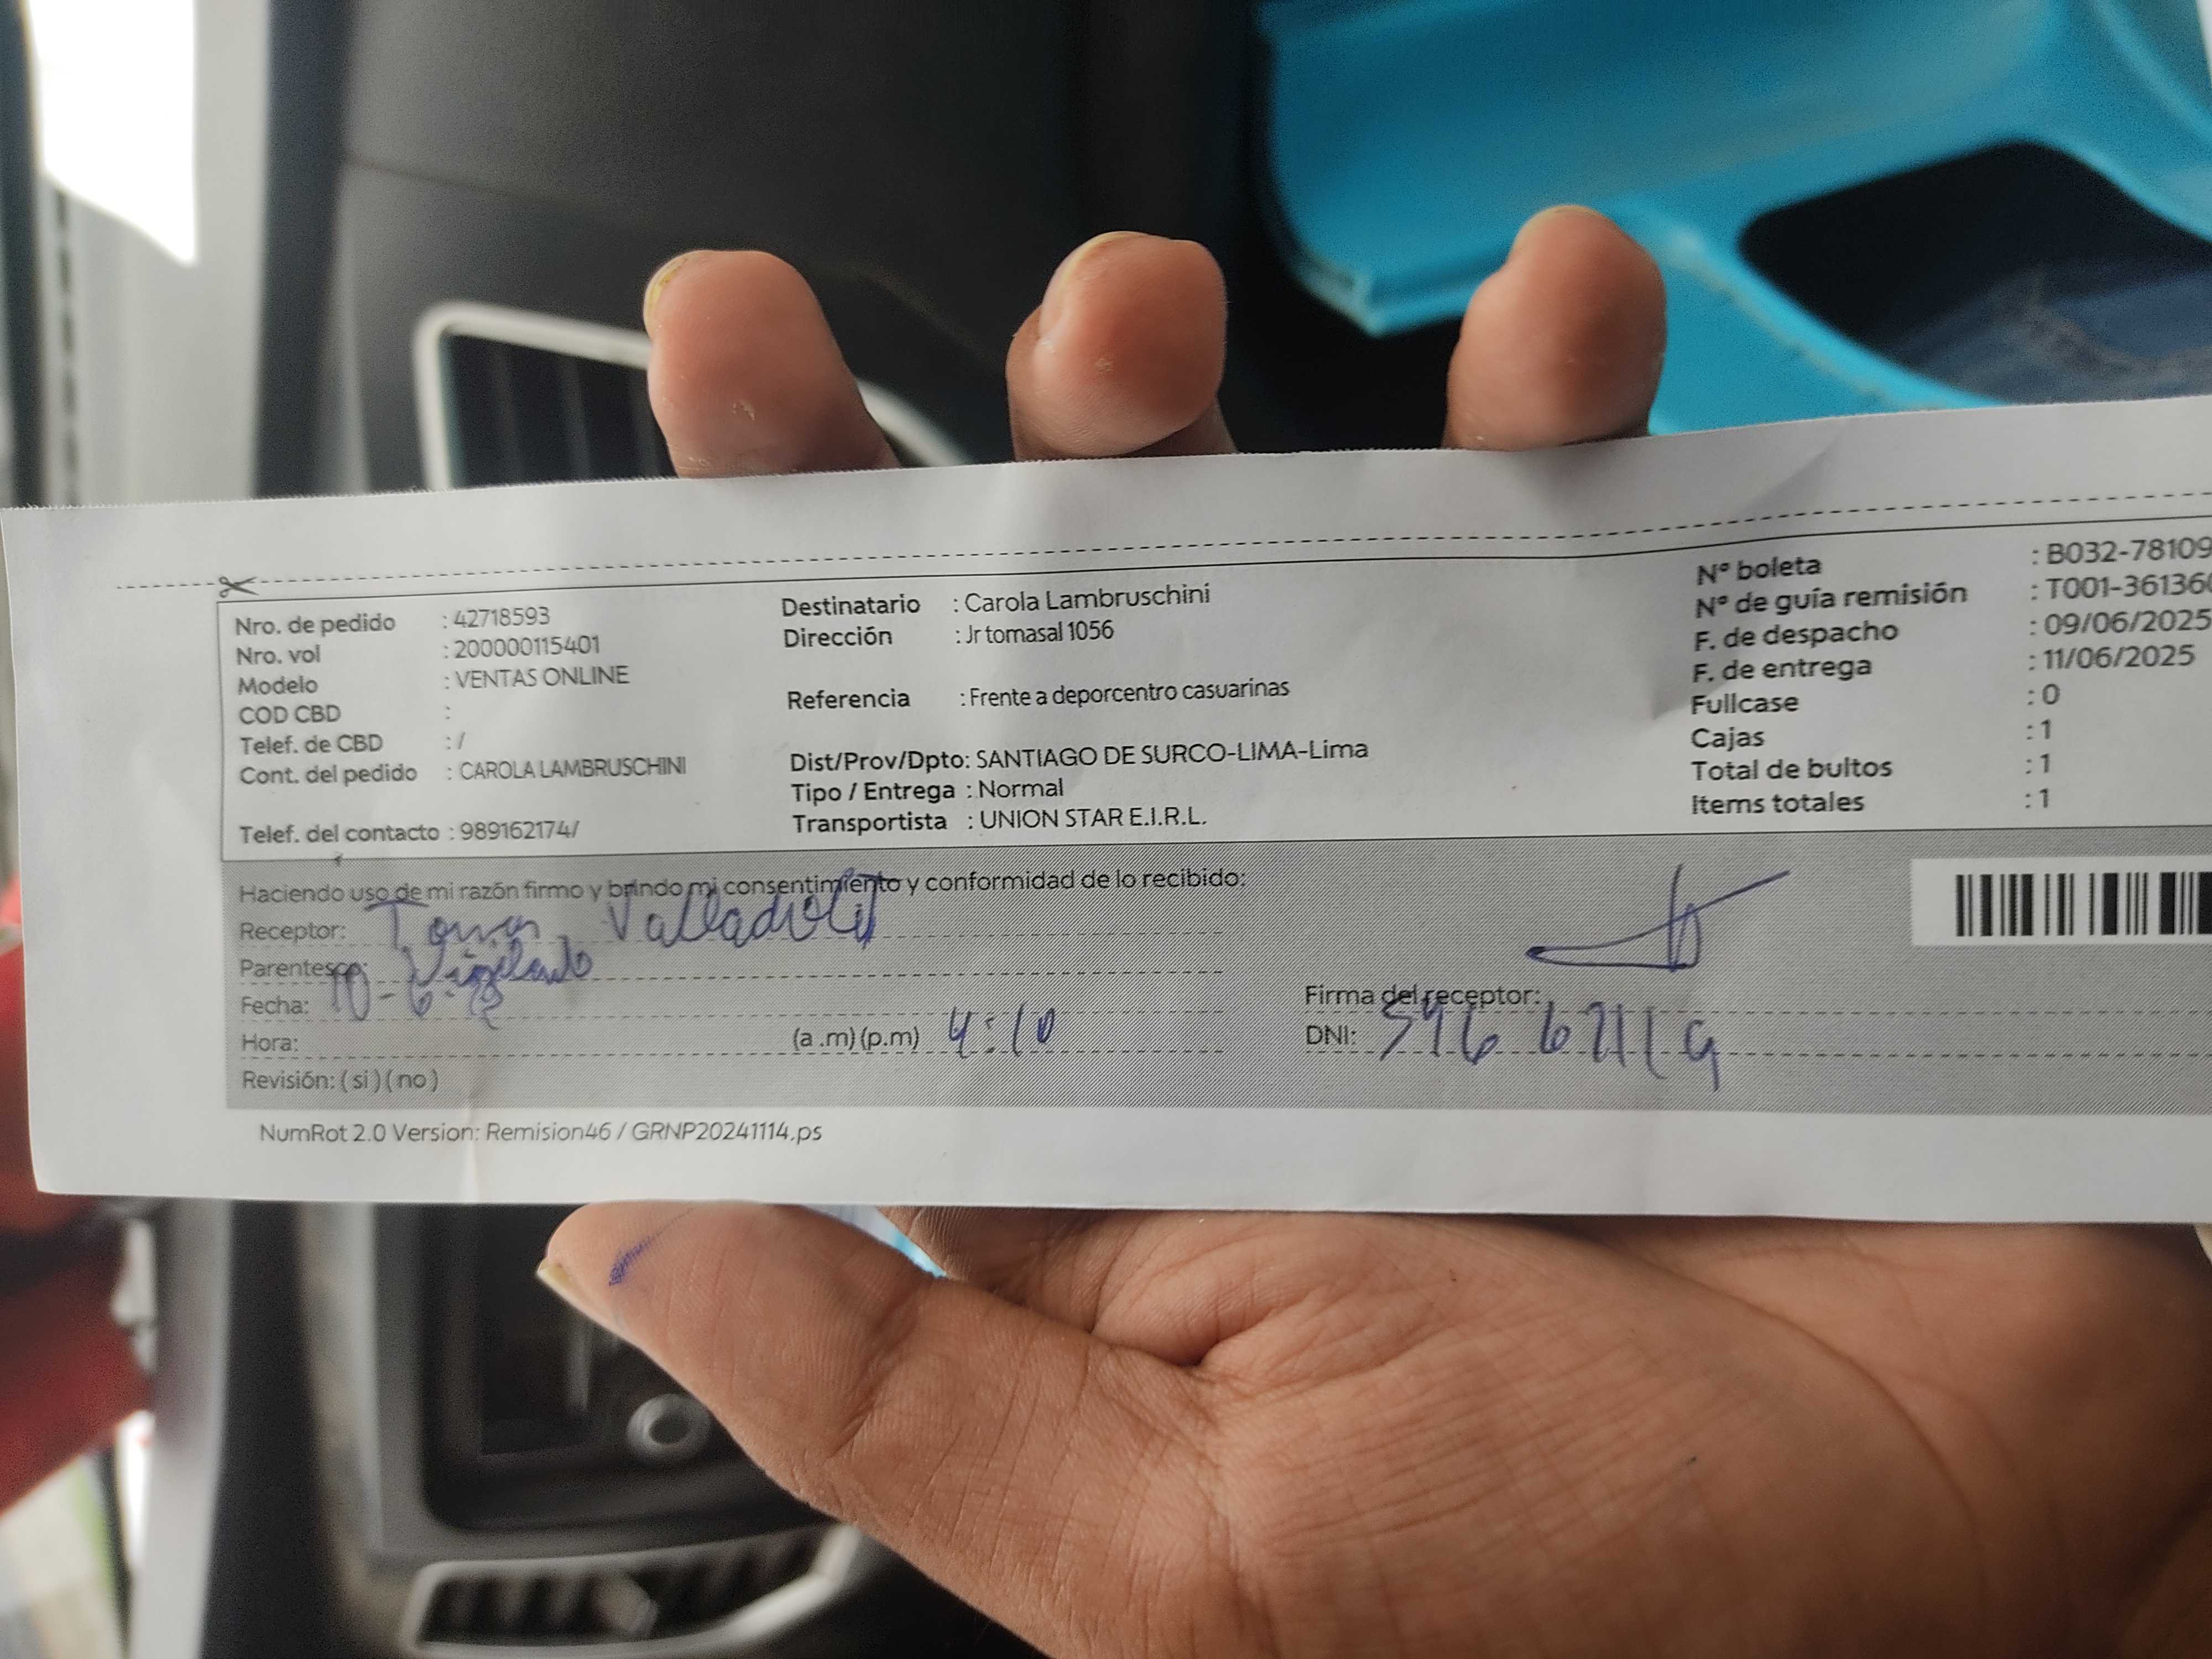 Nro. de pedido : 42718593
Nro. vol : 200000115401
Modelo : VENTAS ONLINE
COD CBD :
Telef. de CBD : /
Cont. del pedido : CAROLA LAMBRUSCHINI
Telef. del contacto : 989162174/
Destinatario : Carola Lambruschini
Dirección : Jr tomasal 1056
Referencia : Frente a deporcentro casuarinas
Dist/Prov/Dpto: SANTIAGO DE SURCO-LIMA-Lima
Tipo / Entrega : Normal
Transportista : UNION STAR E.I.R.L.
N° boleta : B032-78109
N° de guía remisión : T001-36136
F. de despacho : 09/06/2025
F. de entrega : 11/06/2025
Fullcase : 0
Cajas : 1
Total de bultos : 1
Items totales : 1
Haciendo uso de mi razón firmo y brindo mi consentimiento y conformidad de lo recibido:
Receptor:
Parentesco:
Fecha:
Hora: (a .m) (p.m) 4:10
Revisión: ( si ) ( no )
Firma del receptor:
DNI:
NumRot 2.0 Version: Remision46 / GRNP20241114.ps